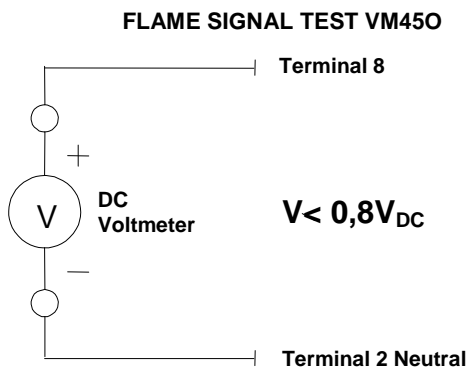 FLAME SIGNAL TEST VM45O
Terminal 8
+
V
DC
Voltmeter
V< 0,8VDC
−
Terminal 2 Neutral